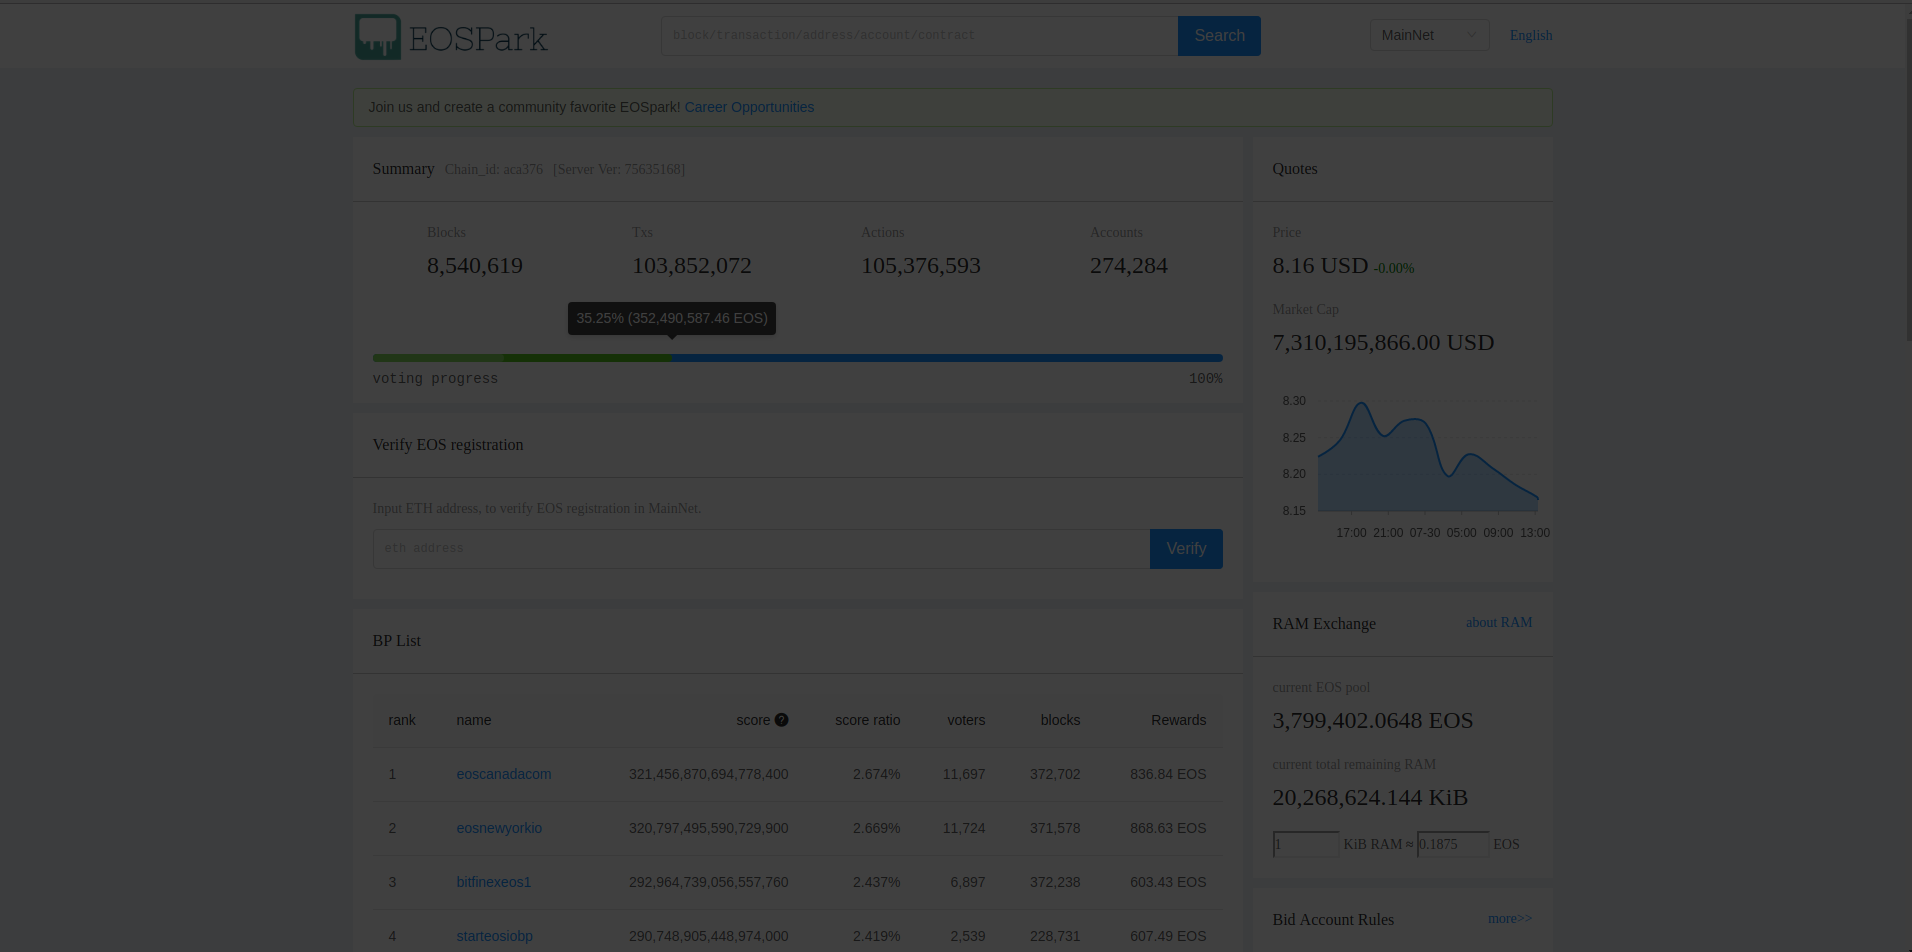 EOSPark
block/transaction/address/account/contract
Search
MainNet
English
Join us and create a community favorite EOSpark! Career Opportunities
Summary Chain_id: aca376 [Server Ver: 75635168]
Blocks Txs Actions Accounts
8,540,619 103,852,072 105,376,593 274,284
35.25% (352,490,587.46 EOS)
voting progress 100%
Verify EOS registration
Input ETH address, to verify EOS registration in MainNet.
eth address
Verify
BP List
rank name score ? score ratio voters blocks Rewards
1 eoscanadacom 321,456,870,694,778,400 2.674% 11,697 372,702 836.84 EOS
2 eosnewyorkio 320,797,495,590,729,900 2.669% 11,724 371,578 868.63 EOS
3 bitfinexeos1 292,964,739,056,557,760 2.437% 6,897 372,238 603.43 EOS
4 starteosiobp 290,748,905,448,974,000 2.419% 2,539 228,731 607.49 EOS
Quotes
Price
8.16 USD -0.00%
Market Cap
7,310,195,866.00 USD
8.30
8.25
8.20
8.15
17:00 21:00 07-30 05:00 09:00 13:00
RAM Exchange about RAM
current EOS pool
3,799,402.0648 EOS
current total remaining RAM
20,268,624.144 KiB
1 KiB RAM ≈ 0.1875 EOS
Bid Account Rules more>>